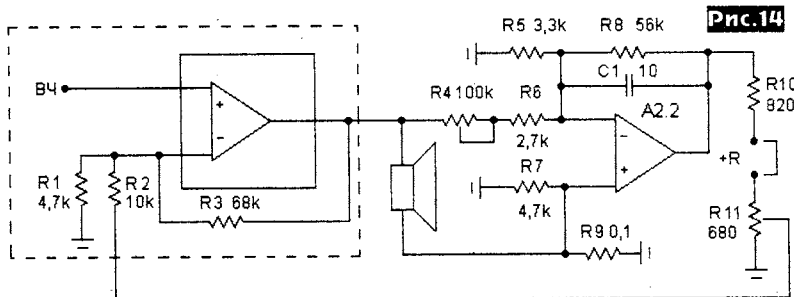 Рис.14
R5 3,3k
R8 56k
C1 10
R10
820
ВЧ
+
−
R4 100k
R6
2,7k
A2.2
−
+
+R
R1
4,7k
R2
10k
R3 68k
R7
4,7k
R9 0,1
R11
680